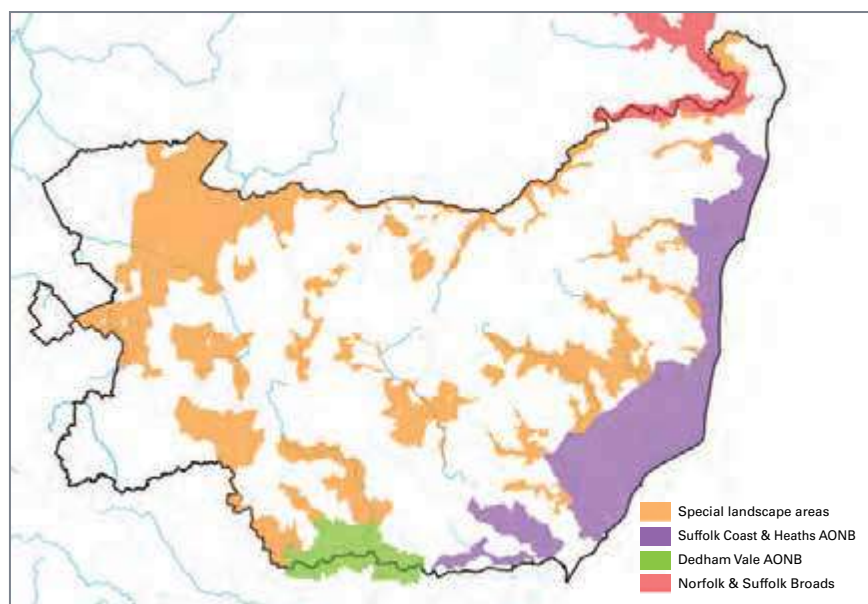 Special landscape areas
Suffolk Coast & Heaths AONB
Dedham Vale AONB
Norfolk & Suffolk Broads